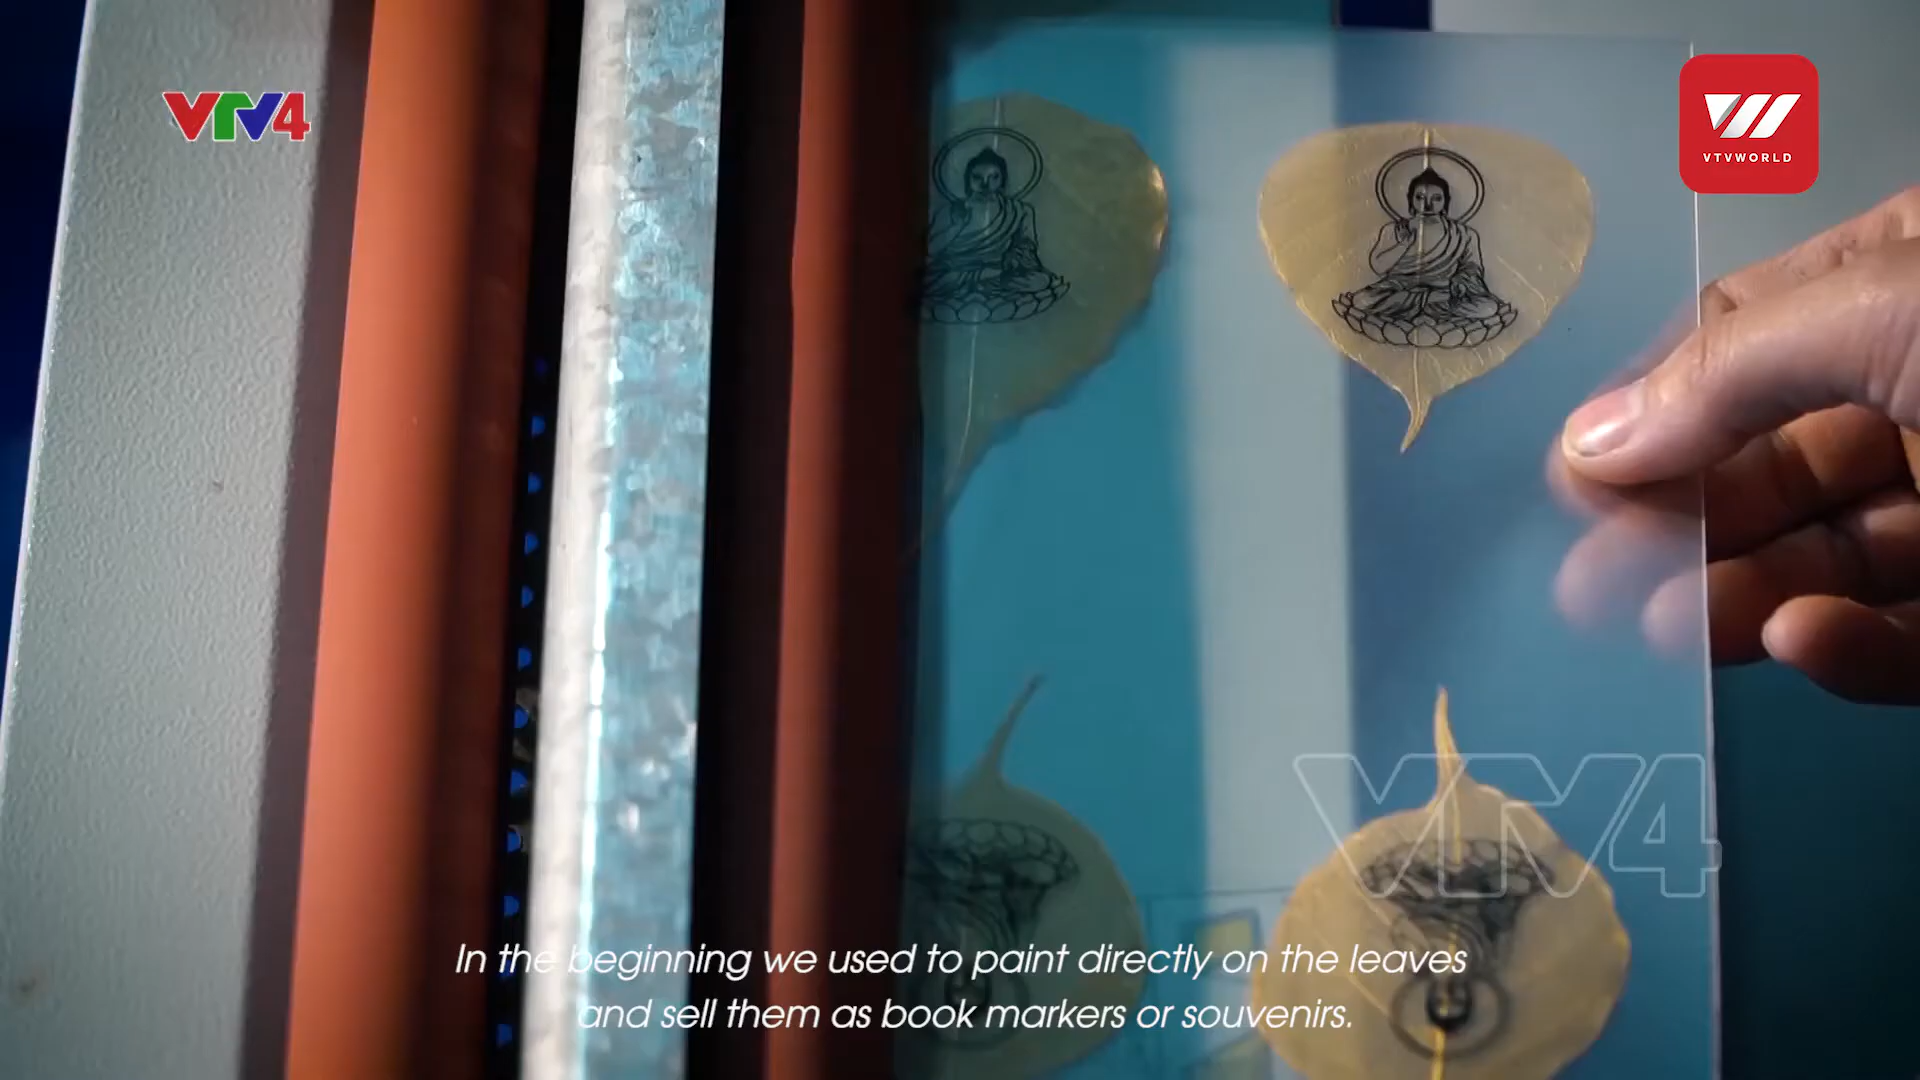 VTV4
VTVWORLD
VTV4
In the beginning we used to paint directly on the leaves
and sell them as book markers or souvenirs.